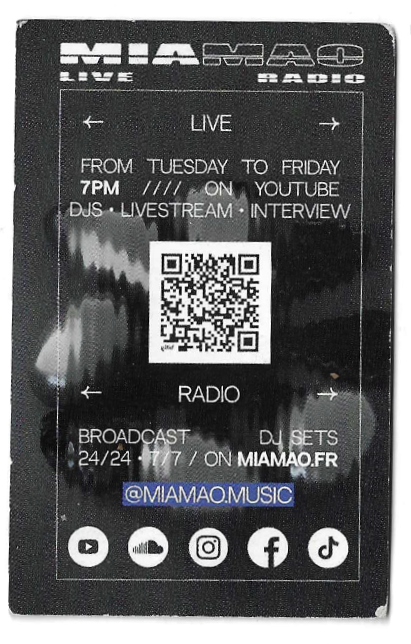 MIAMAO
LIVE RADIO
← LIVE →
FROM TUESDAY TO FRIDAY
7PM //// ON YOUTUBE
DJS • LIVESTREAM • INTERVIEW
← RADIO →
BROADCAST DJ SETS
24/24 • 7/7 / ON MIAMAO.FR
@MIAMAO.MUSIC